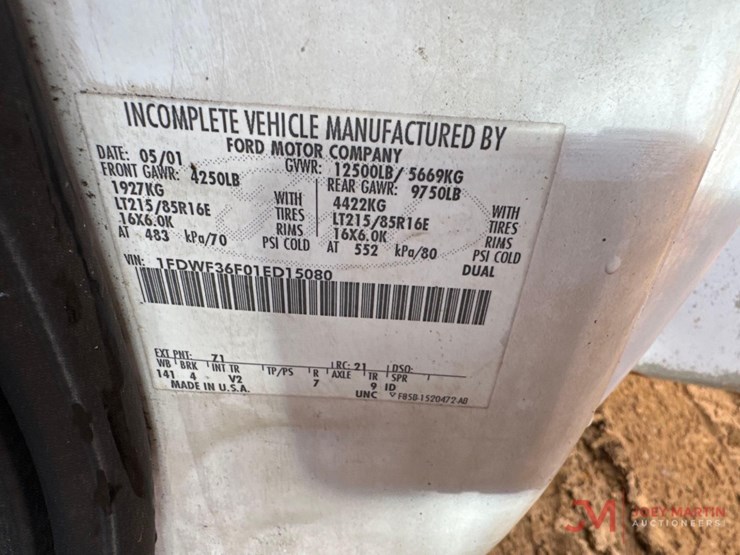 INCOMPLETE VEHICLE MANUFACTURED BY
FORD MOTOR COMPANY
DATE: 05/01 GVWR: 12500LB/ 5669KG
FRONT GAWR: 4250LB REAR GAWR: 9750LB
1927KG WITH 4422KG WITH
LT215/85R16E TIRES LT215/85R16E TIRES
16X6.0K RIMS 16X6.0K RIMS
AT 483 kPa/70 PSI COLD AT 552 kPa/80 PSI COLD
DUAL
VIN: 1FDWF36F01ED15080
EXT PNT: Z1 RC: 21 DSO:
WB BRK INT TR TP/PS R AXLE TR SPR
141 4 V2 7 9 ID
MADE IN U.S.A. UNC F85B-1520472-AB
JM JOEY MARTIN
AUCTIONEERS